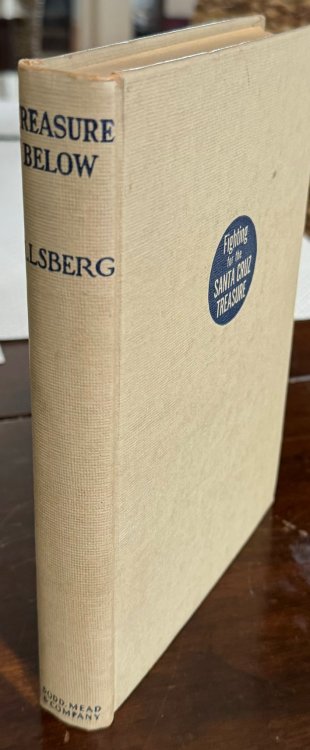 REASURE
BELOW
LSBERG
DODD, MEAD
& COMPANY
Fighting
for the
SANTA CRUZ
TREASURE